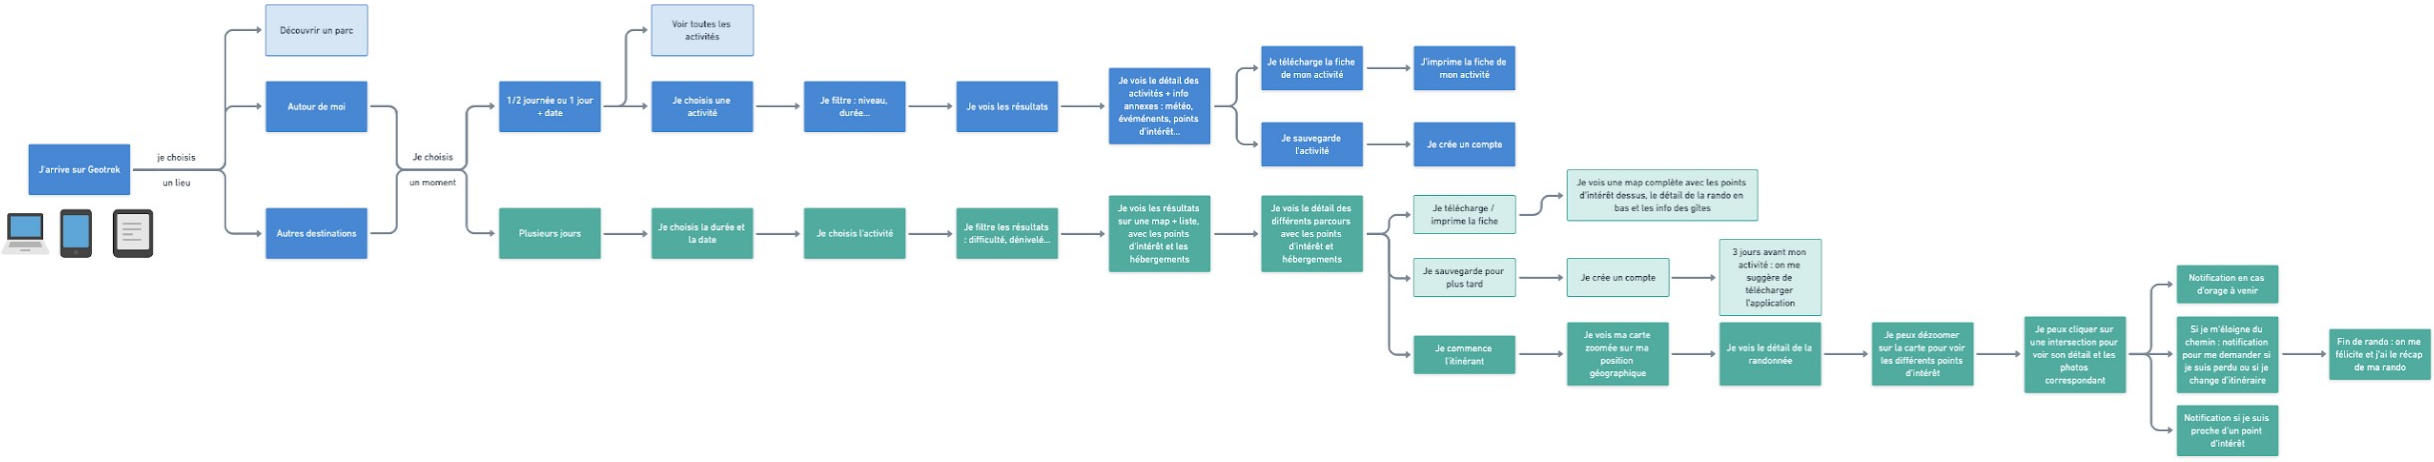 J'arrive sur Geotrek
je choisis
un lieu
Découvrir un parc
Autour de moi
Autres destinations
Je choisis
un moment
1/2 journée ou 1 jour
+ date
Voir toutes les
activités
Je choisis une
activité
Je filtre : niveau,
durée...
Je vois les résultats
Je vois le détail des
activités + info
annexes : météo,
événéments, points
d'intérêt...
Je télécharge la fiche
de mon activité
J'imprime la fiche de
mon activité
Je sauvegarde
l'activité
Je crée un compte
Plusieurs jours
Je choisis la durée et
la date
Je choisis l'activité
Je filtre les résultats
: difficulté, dénivelé...
Je vois les résultats
sur une map + liste,
avec les points
d'intérêt et les
hébergements
Je vois le détail des
différents parcours
avec les points
d'intérêt et
hébergements
Je télécharge /
imprime la fiche
Je vois une map complète avec les points
d'intérêt dessus, le détail de la rando en
bas et les info des gîtes
Je sauvegarde pour
plus tard
Je crée un compte
3 jours avant mon
activité : on me
suggère de
télécharger
l'application
Je commence
l'itinérant
Je vois ma carte
zoomée sur ma
position
géographique
Je vois le détail de la
randonnée
Je peux dézoomer
sur la carte pour voir
les différents points
d'intérêt
Je peux cliquer sur
une intersection pour
voir son détail et les
photos
correspondant
Notification en cas
d'orage à venir
Si je m'éloigne du
chemin : notification
pour me demander si
je suis perdu ou si je
change d'itinéraire
Notification si je suis
proche d'un point
d'intérêt
Fin de rando : on me
félicite et j'ai le récap
de ma rando